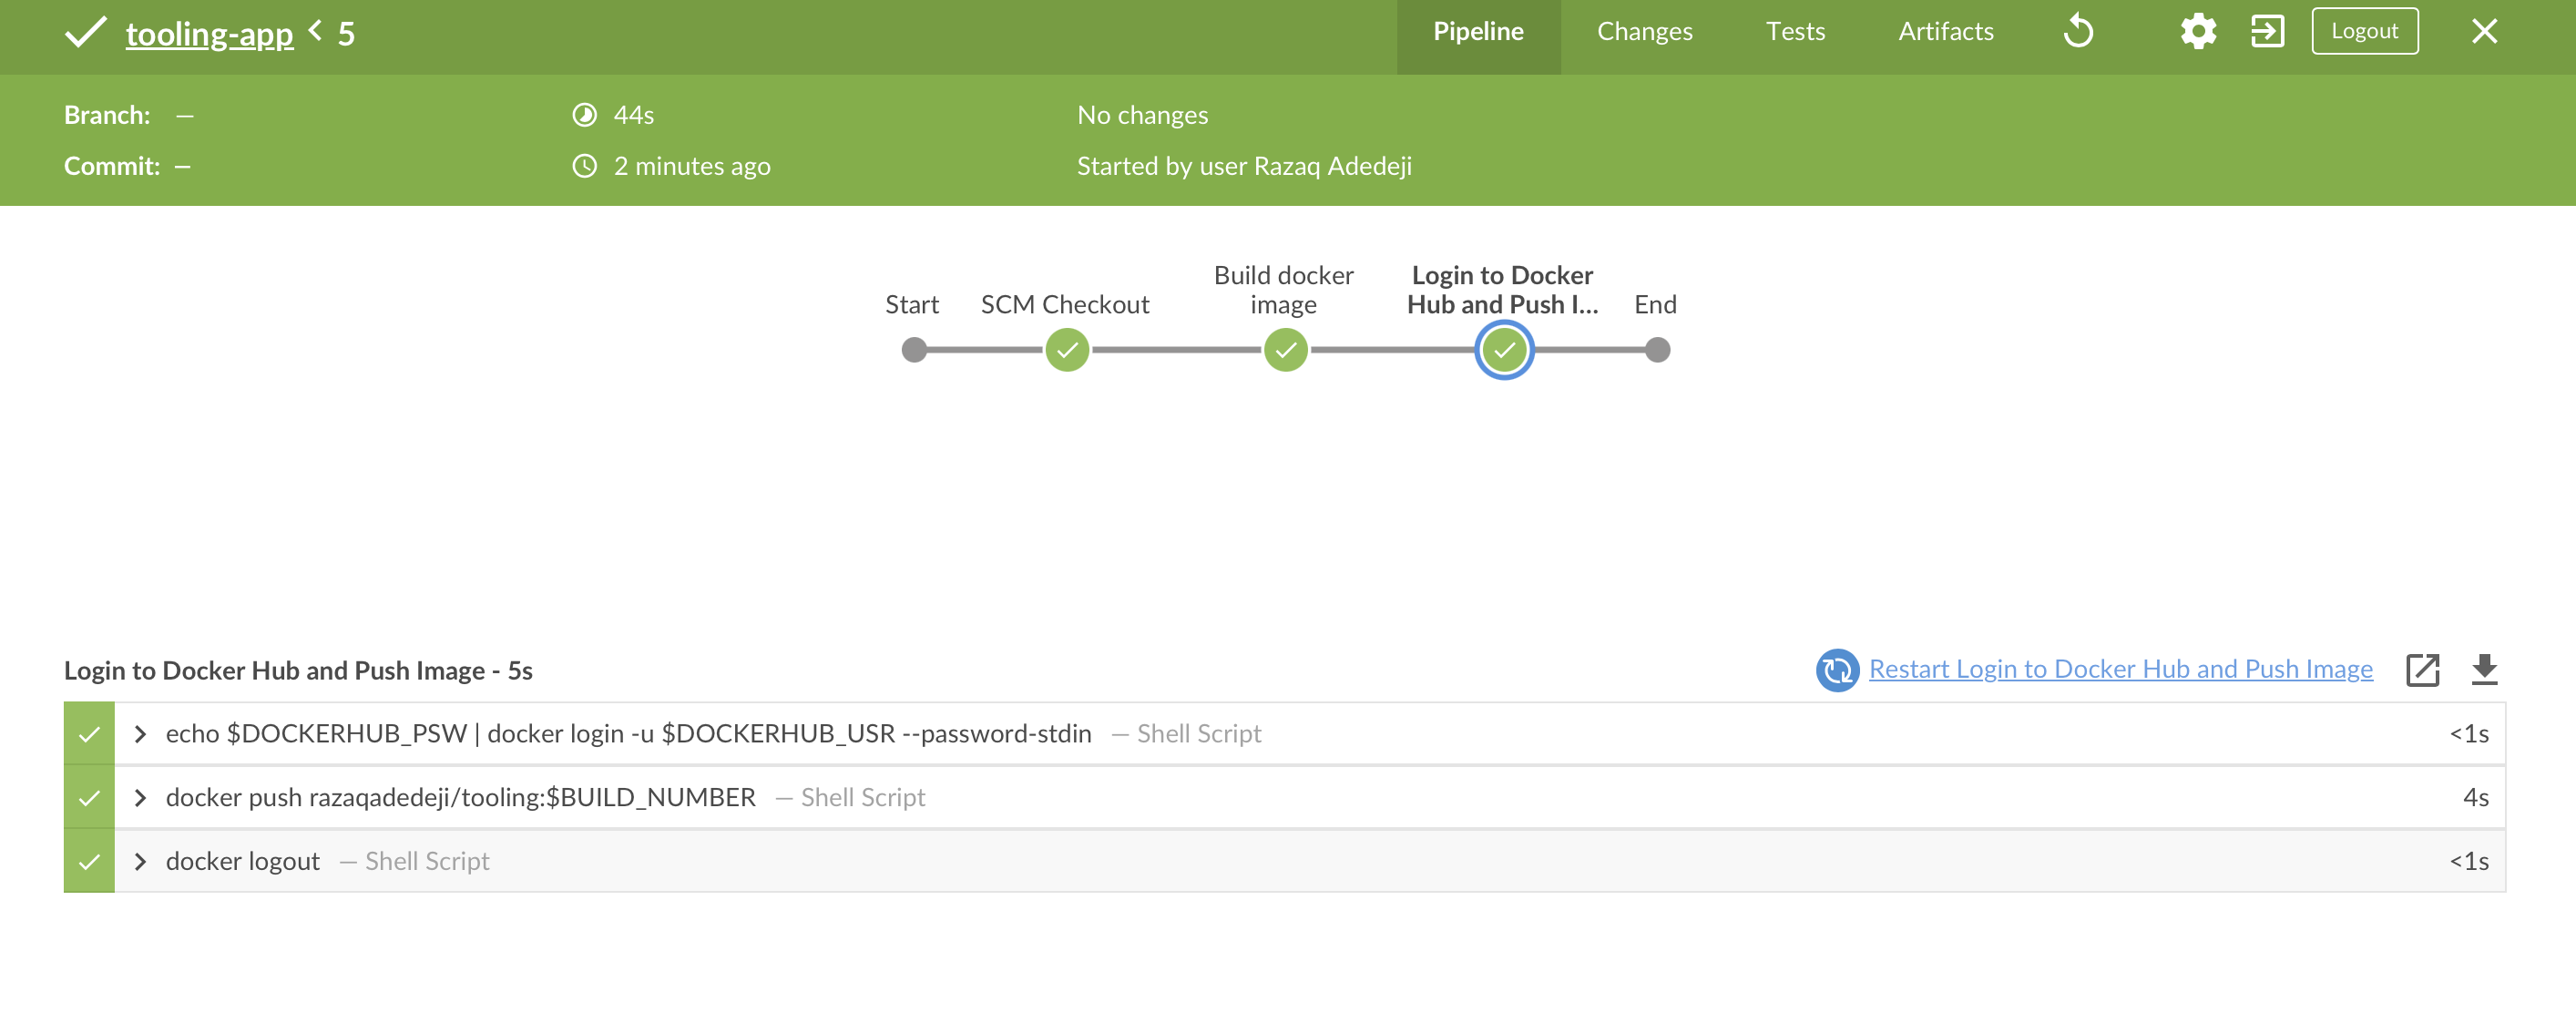 tooling-app < 5
Pipeline Changes Tests Artifacts Logout
Branch: — 44s No changes
Commit: — 2 minutes ago Started by user Razaq Adedeji
Start
SCM Checkout
Build docker
image
Login to Docker
Hub and Push I...
End
Login to Docker Hub and Push Image - 5s
Restart Login to Docker Hub and Push Image
echo $DOCKERHUB_PSW | docker login -u $DOCKERHUB_USR --password-stdin — Shell Script <1s
docker push razaqadedeji/tooling:$BUILD_NUMBER — Shell Script 4s
docker logout — Shell Script <1s